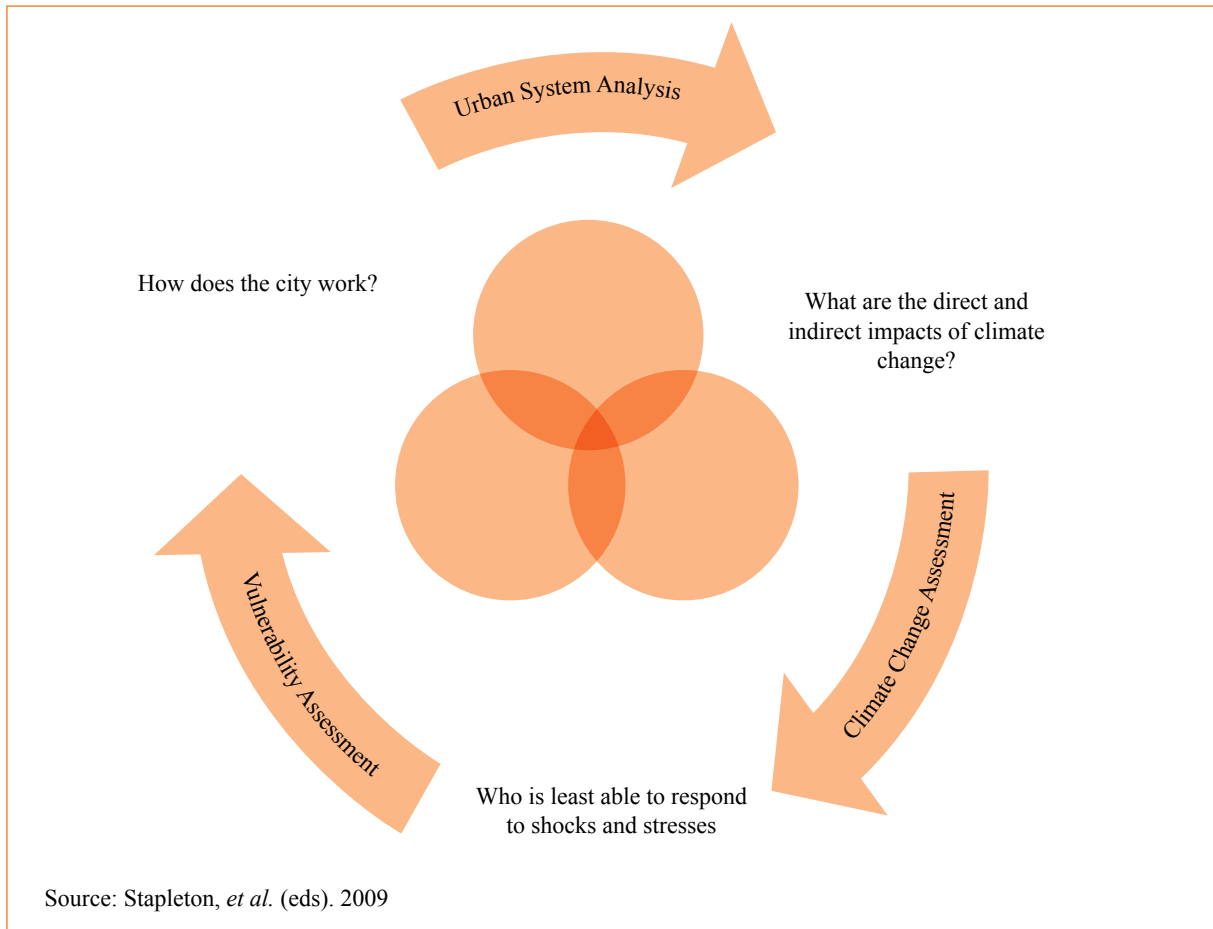 Urban System Analysis
How does the city work?
What are the direct and
indirect impacts of climate
change?
Climate Change Assessment
Vulnerability Assessment
Who is least able to respond
to shocks and stresses
Source: Stapleton, et al. (eds). 2009